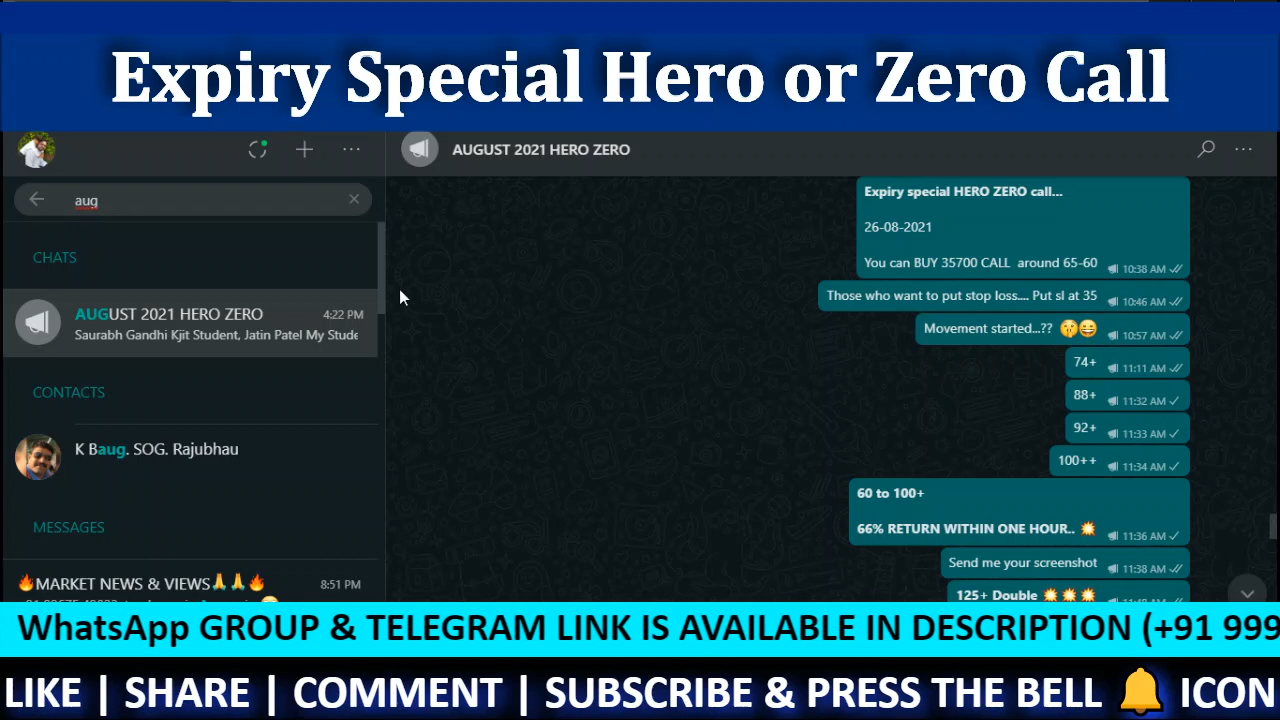 Expiry Special Hero or Zero Call
AUGUST 2021 HERO ZERO
aug
CHATS
AUGUST 2021 HERO ZERO 4:22 PM
Saurabh Gandhi Kjit Student, Jatin Patel My Stude
CONTACTS
K Baug. SOG. Rajubhau
MESSAGES
🔥MARKET NEWS & VIEWS🙏🙏🔥 8:51 PM
Expiry special HERO ZERO call...
26-08-2021
You can BUY 35700 CALL around 65-60 10:38 AM
Those who want to put stop loss.... Put sl at 35 10:46 AM
Movement started...?? 🤫😄 10:57 AM
74+ 11:11 AM
88+ 11:32 AM
92+ 11:33 AM
100++ 11:34 AM
60 to 100+
66% RETURN WITHIN ONE HOUR.. 💥 11:36 AM
Send me your screenshot 11:38 AM
125+ Double 💥💥💥
WhatsApp GROUP & TELEGRAM LINK IS AVAILABLE IN DESCRIPTION (+91 999
LIKE | SHARE | COMMENT | SUBSCRIBE & PRESS THE BELL 🔔 ICON